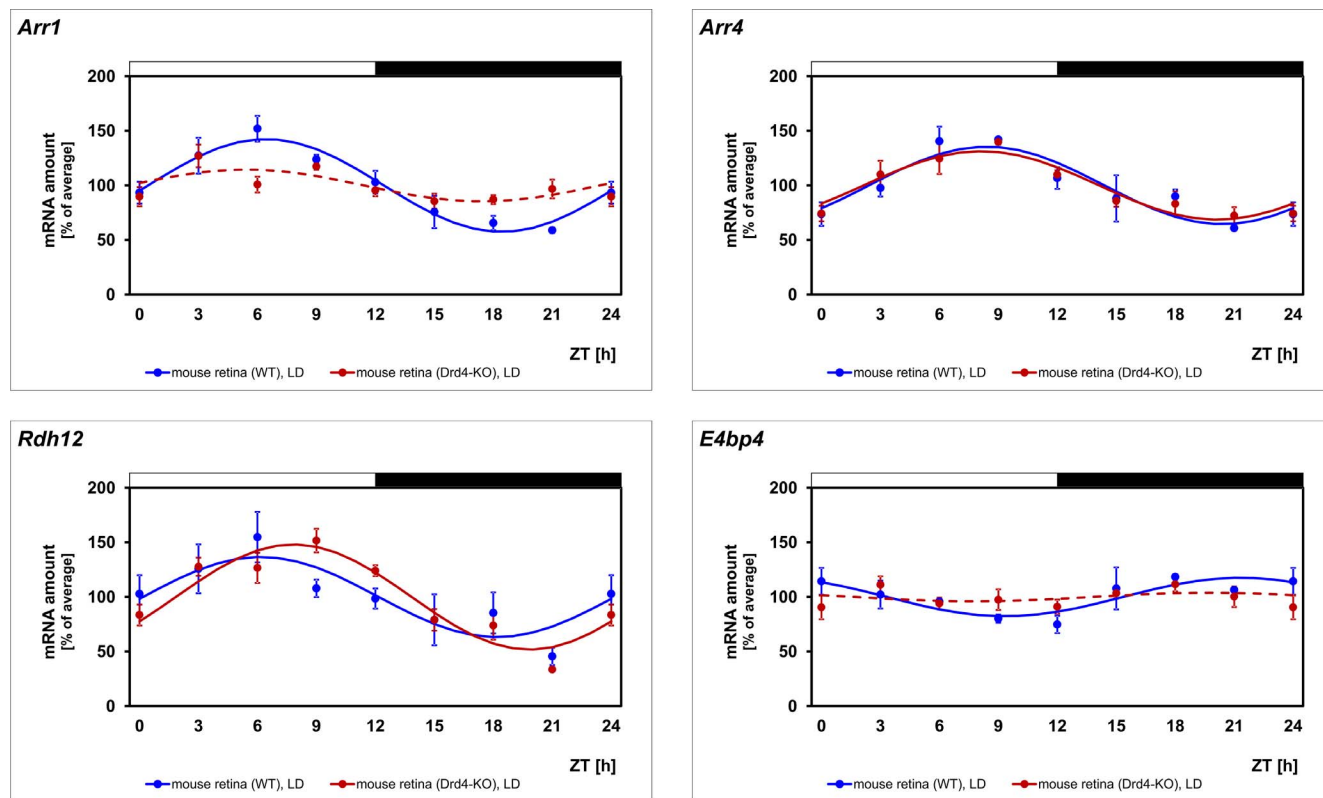 Arr1
mRNA amount
[% of average]
200
150
100
50
0
0 3 6 9 12 15 18 21 24
ZT [h]
mouse retina (WT), LD mouse retina (Drd4-KO), LD
Arr4
mRNA amount
[% of average]
200
150
100
50
0
0 3 6 9 12 15 18 21 24
ZT [h]
mouse retina (WT), LD mouse retina (Drd4-KO), LD
Rdh12
mRNA amount
[% of average]
200
150
100
50
0
0 3 6 9 12 15 18 21 24
ZT [h]
mouse retina (WT), LD mouse retina (Drd4-KO), LD
E4bp4
mRNA amount
[% of average]
200
150
100
50
0
0 3 6 9 12 15 18 21 24
ZT [h]
mouse retina (WT), LD mouse retina (Drd4-KO), LD